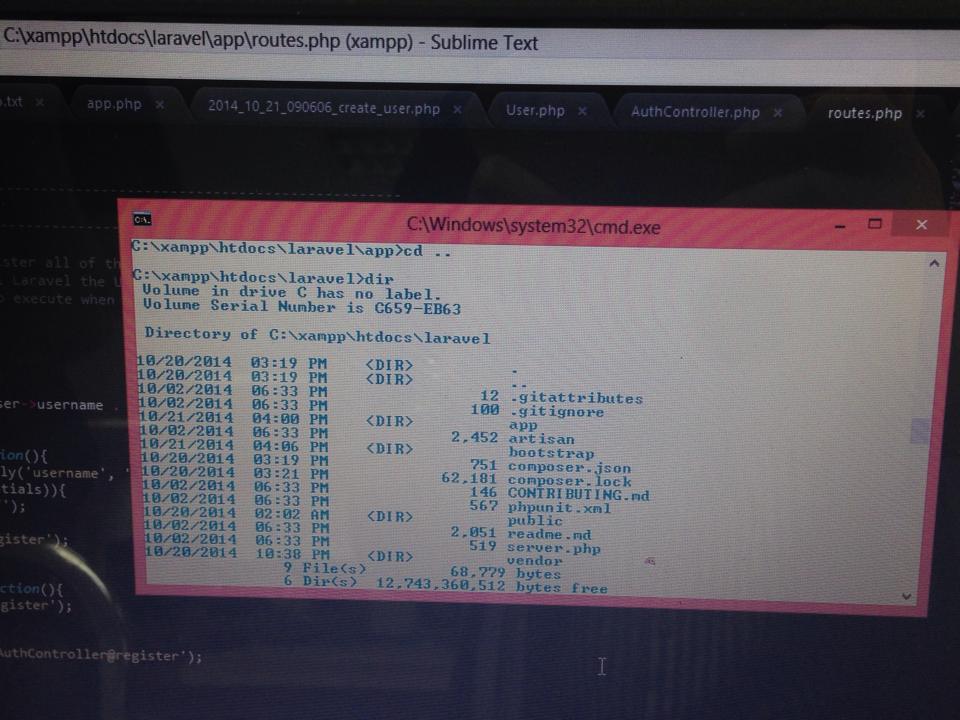 C:\xampp\htdocs\laravel\app\routes.php (xampp) - Sublime Text
.txt × app.php × 2014_10_21_090606_create_user.php × User.php × AuthController.php × routes.php ×
C:\Windows\system32\cmd.exe
C:\xampp\htdocs\laravel\app>cd ..
C:\xampp\htdocs\laravel>dir
Volume in drive C has no label.
Volume Serial Number is C659-EB63
Directory of C:\xampp\htdocs\laravel
10/20/2014 03:19 PM <DIR> .
10/20/2014 03:19 PM <DIR> ..
10/02/2014 06:33 PM 12 .gitattributes
10/02/2014 06:33 PM 100 .gitignore
10/21/2014 04:00 PM <DIR> app
10/02/2014 06:33 PM 2,452 artisan
10/21/2014 04:06 PM <DIR> bootstrap
10/20/2014 03:19 PM 751 composer.json
10/20/2014 03:21 PM 62,181 composer.lock
10/02/2014 06:33 PM 146 CONTRIBUTING.md
10/02/2014 06:33 PM 567 phpunit.xml
10/20/2014 02:02 AM <DIR> public
10/02/2014 06:33 PM 2,051 readme.md
10/02/2014 06:33 PM 519 server.php
10/20/2014 10:38 PM <DIR> vendor
9 File(s) 68,779 bytes
6 Dir(s) 12,743,360,512 bytes free
ister all of th
Laravel the U
execute when
ser->username .
ion(){
ly('username', '
tials)){
');
gister');
ction(){
gister');
AuthController@register');